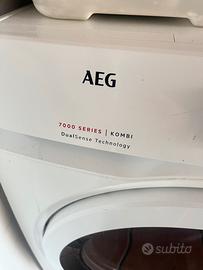 AEG
7000 SERIES | KOMBI
DualSense Technology
subito